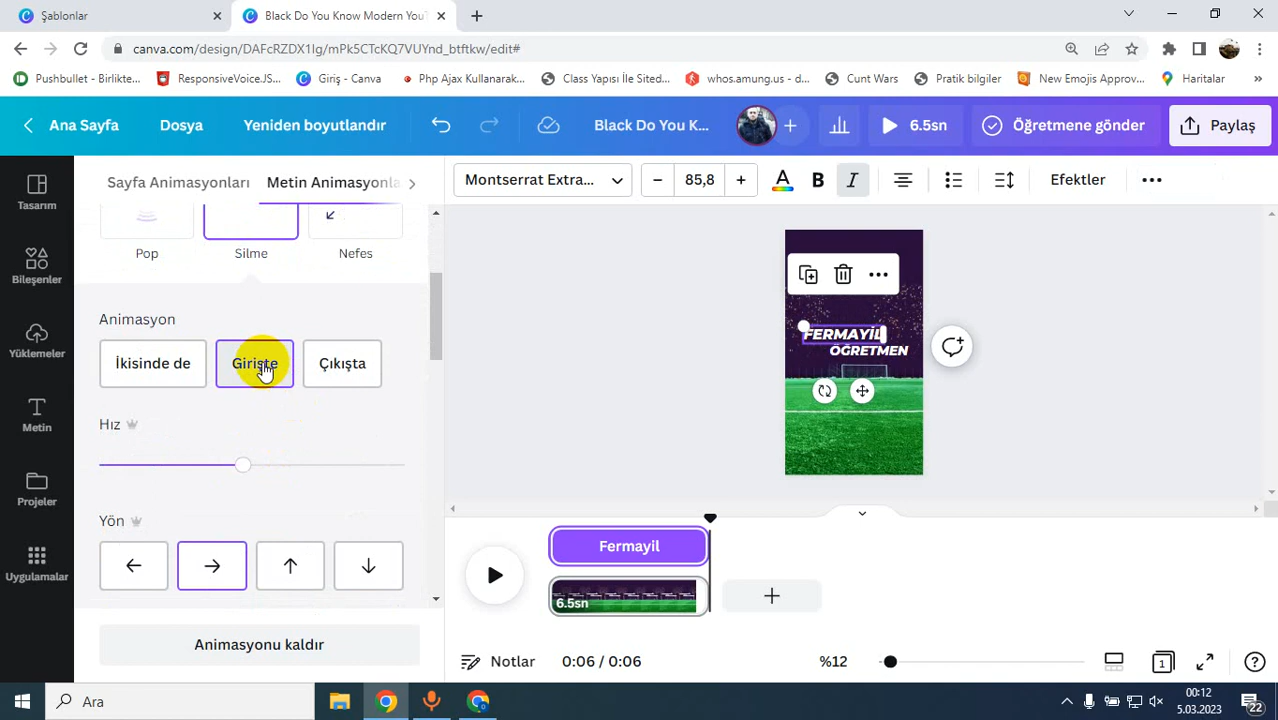 Şablonlar
Black Do You Know Modern YouT
canva.com/design/DAFcRZDX1Ig/mPk5CTcKQ7VUYnd_btftkw/edit#
Pushbullet - Birlikte...
ResponsiveVoice.JS...
Giriş - Canva
Php Ajax Kullanarak...
Class Yapısı İle Sited...
whos.amung.us - d...
Cunt Wars
Pratik bilgiler
New Emojis Approv...
Haritalar
»
Ana Sayfa
Dosya
Yeniden boyutlandır
Black Do You K...
6.5sn
Öğretmene gönder
Paylaş
Tasarım
Bileşenler
Yüklemeler
Metin
Projeler
Uygulamalar
Sayfa Animasyonları
Metin Animasyonla
Pop
Silme
Nefes
Animasyon
İkisinde de
Girişte
Çıkışta
Hız
Yön
Animasyonu kaldır
Montserrat Extra...
85,8
A
B
I
Efektler
FERMAYİL
ÖĞRETMEN
Fermayil
6.5sn
Notlar
0:06 / 0:06
%12
1
Ara
00:12
5.03.2023
22